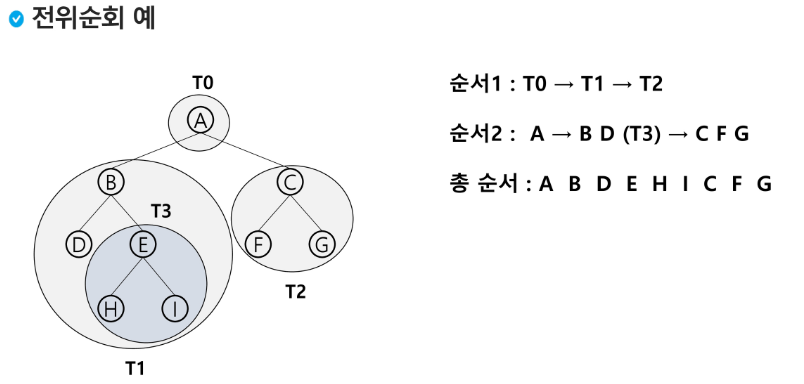 전위순회 예
T0
A
B
C
T3
D
E
F
G
H
I
T2
T1
순서1 : T0 → T1 → T2
순서2 : A → B D (T3) → C F G
총 순서 : A B D E H I C F G